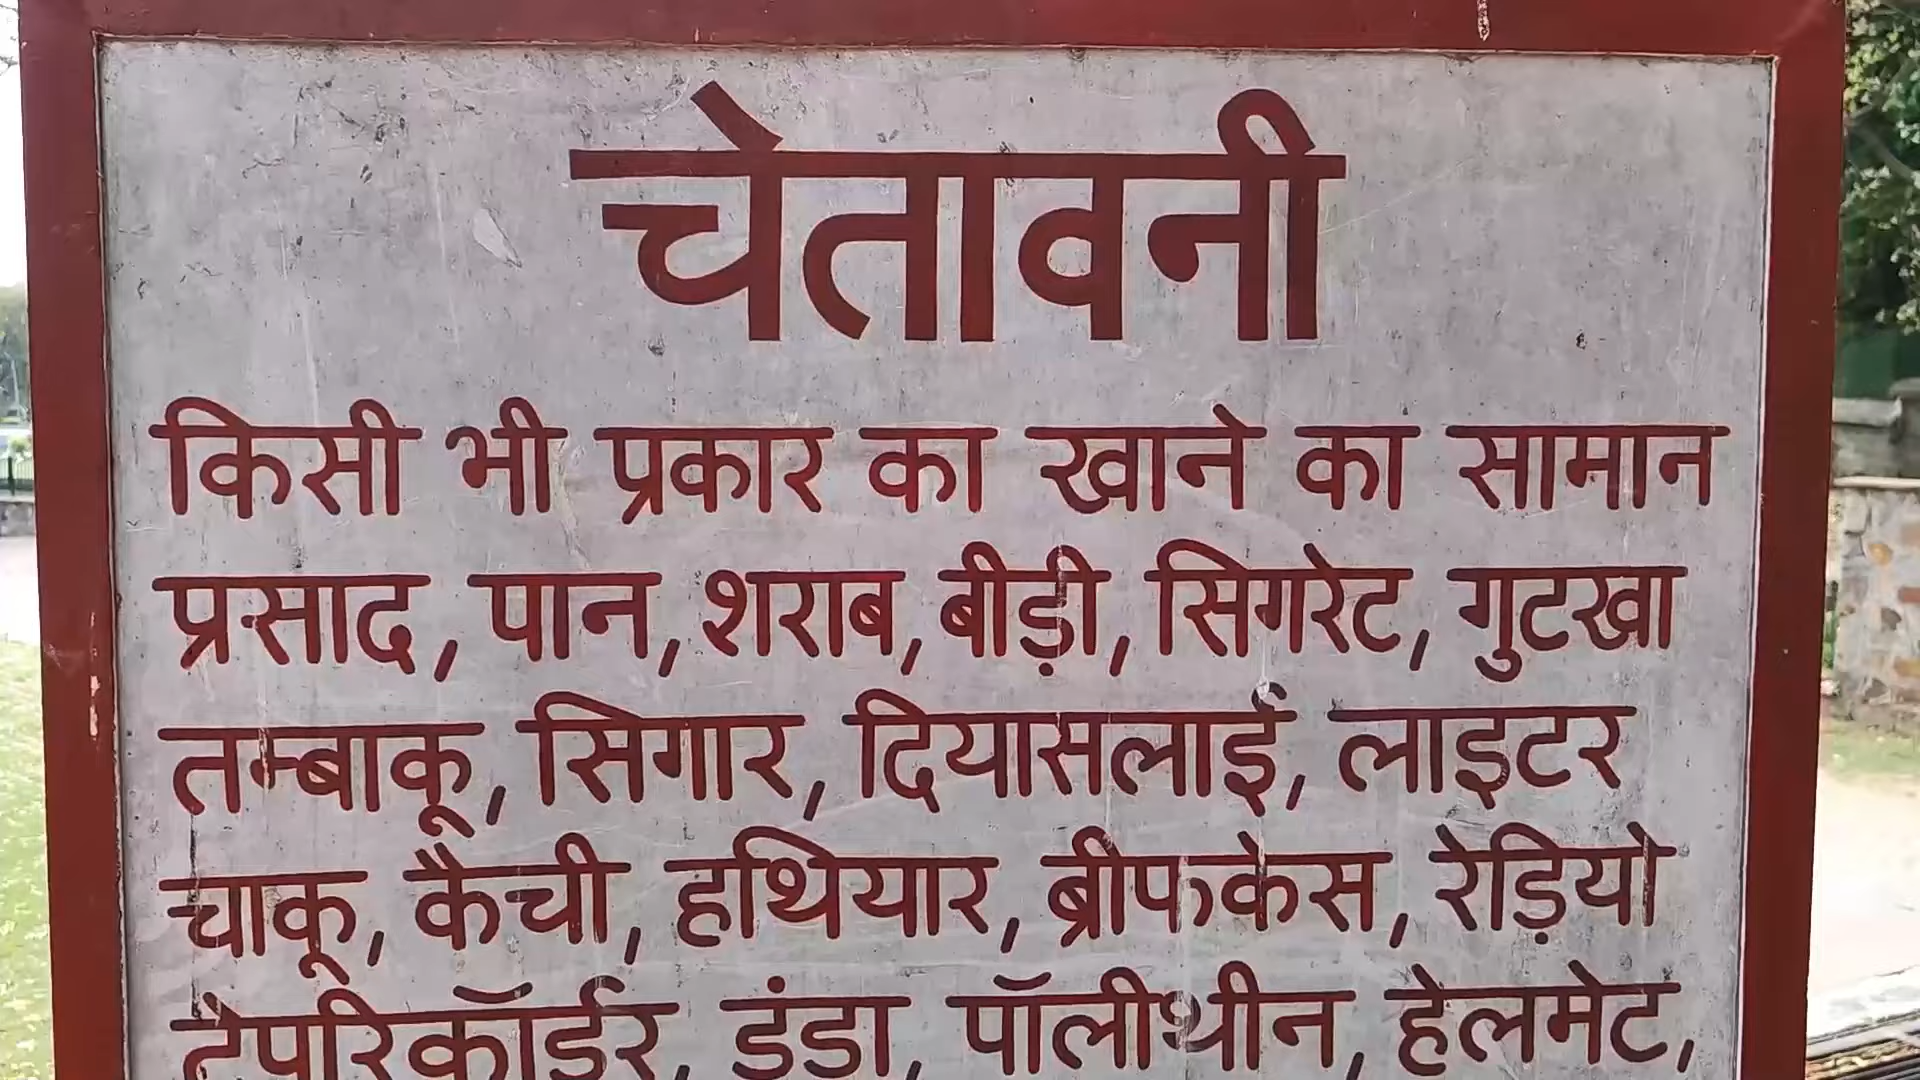 चेतावनी
किसी भी प्रकार का खाने का सामान
प्रसाद, पान, शराब, बीड़ी, सिगरेट, गुटखा
तम्बाकू, सिगार, दियासलाई, लाइटर
चाकू, कैची, हथियार, ब्रीफकेस, रेड़ियो
टेपरिकॉर्डर, डंडा, पॉलीथीन, हेलमेट,